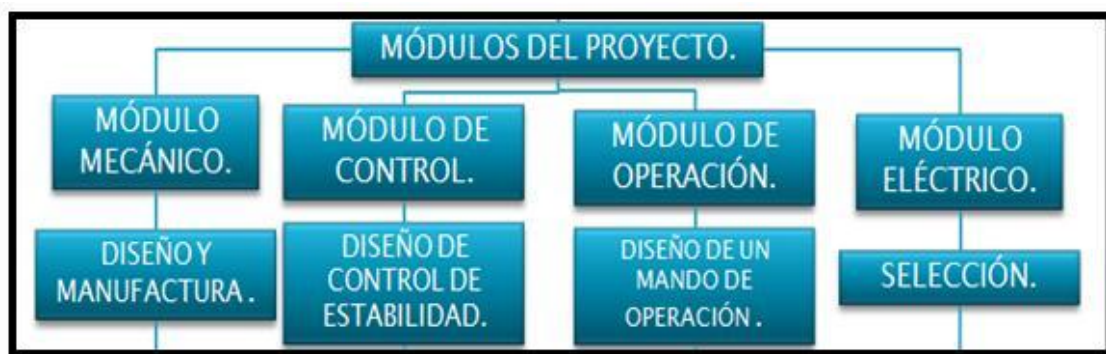 MÓDULOS DEL PROYECTO.
MÓDULO
MECÁNICO.
MÓDULO DE
CONTROL.
MÓDULO DE
OPERACIÓN.
MÓDULO
ELÉCTRICO.
DISEÑO Y
MANUFACTURA .
DISEÑO DE
CONTROL DE
ESTABILIDAD.
DISEÑO DE UN
MANDO DE
OPERACIÓN .
SELECCIÓN.